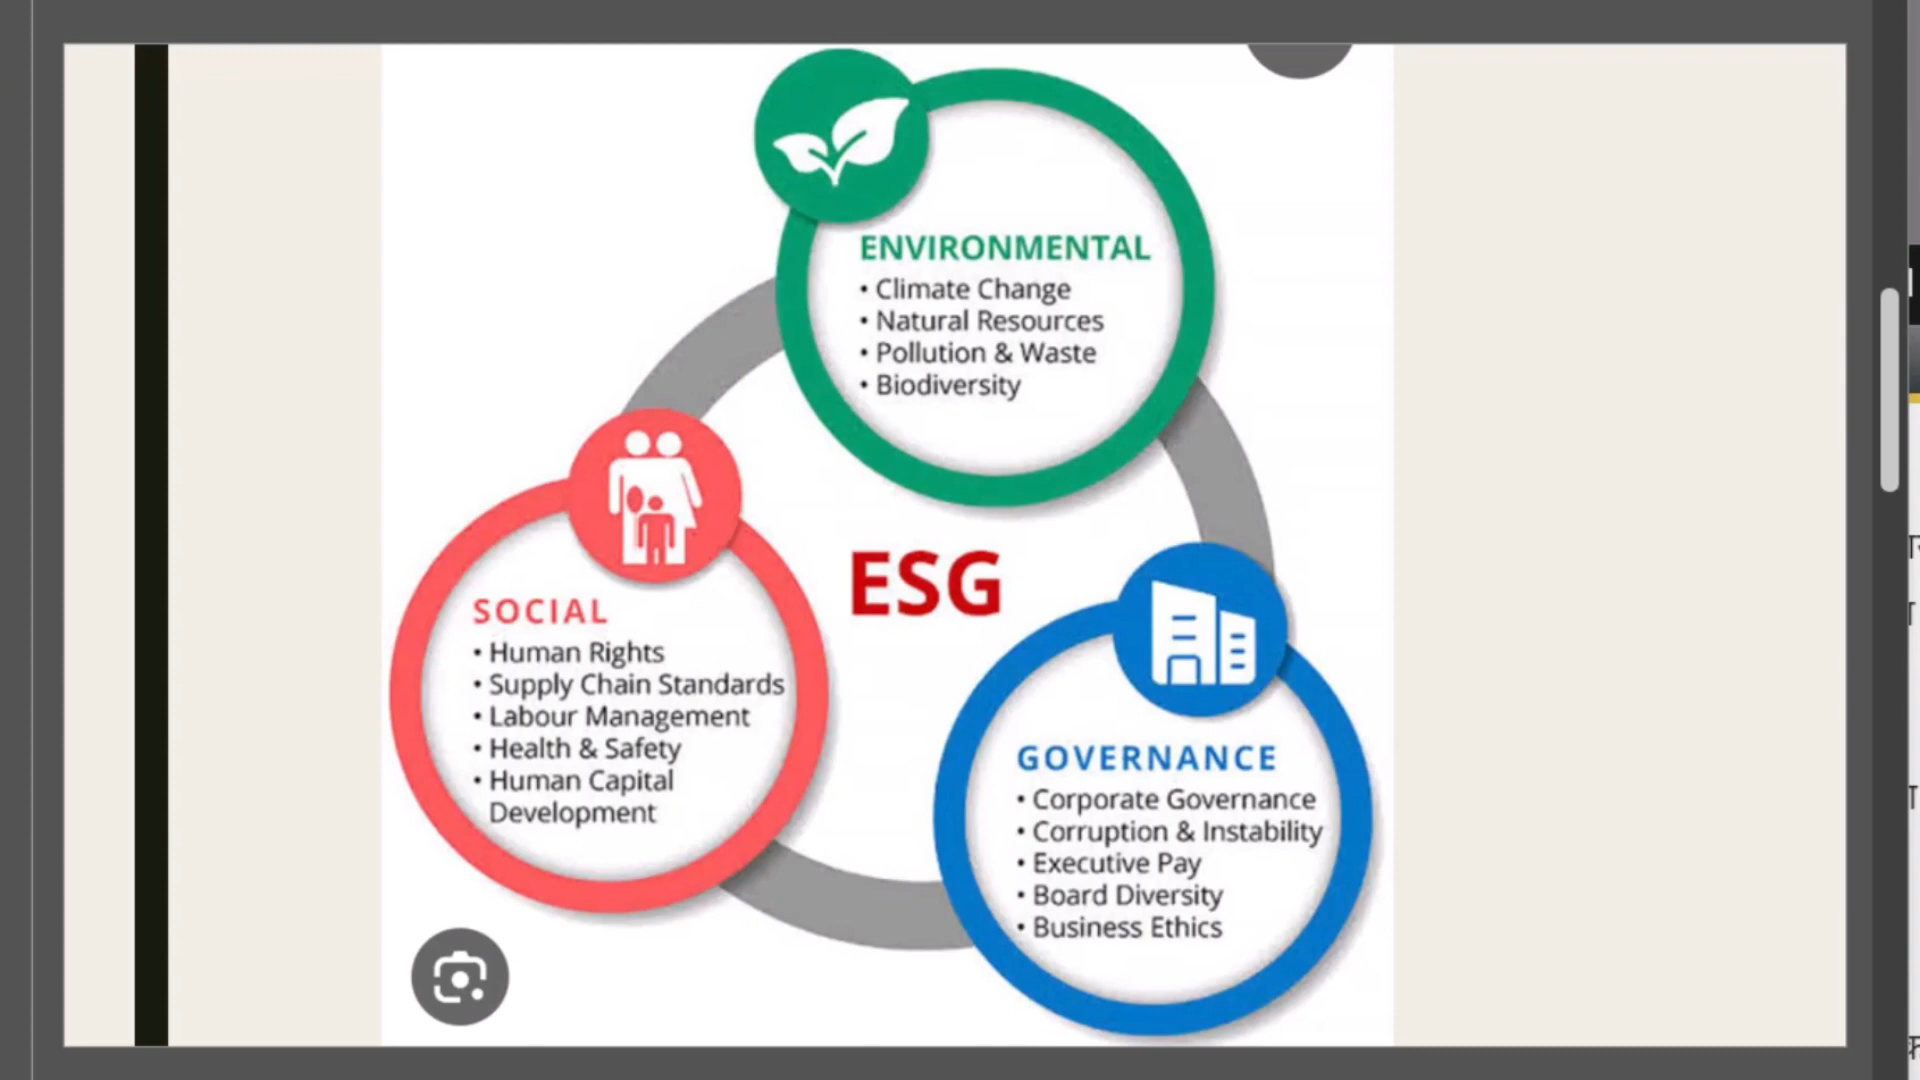 ENVIRONMENTAL
• Climate Change
• Natural Resources
• Pollution & Waste
• Biodiversity
ESG
SOCIAL
• Human Rights
• Supply Chain Standards
• Labour Management
• Health & Safety
• Human Capital
Development
GOVERNANCE
• Corporate Governance
• Corruption & Instability
• Executive Pay
• Board Diversity
• Business Ethics